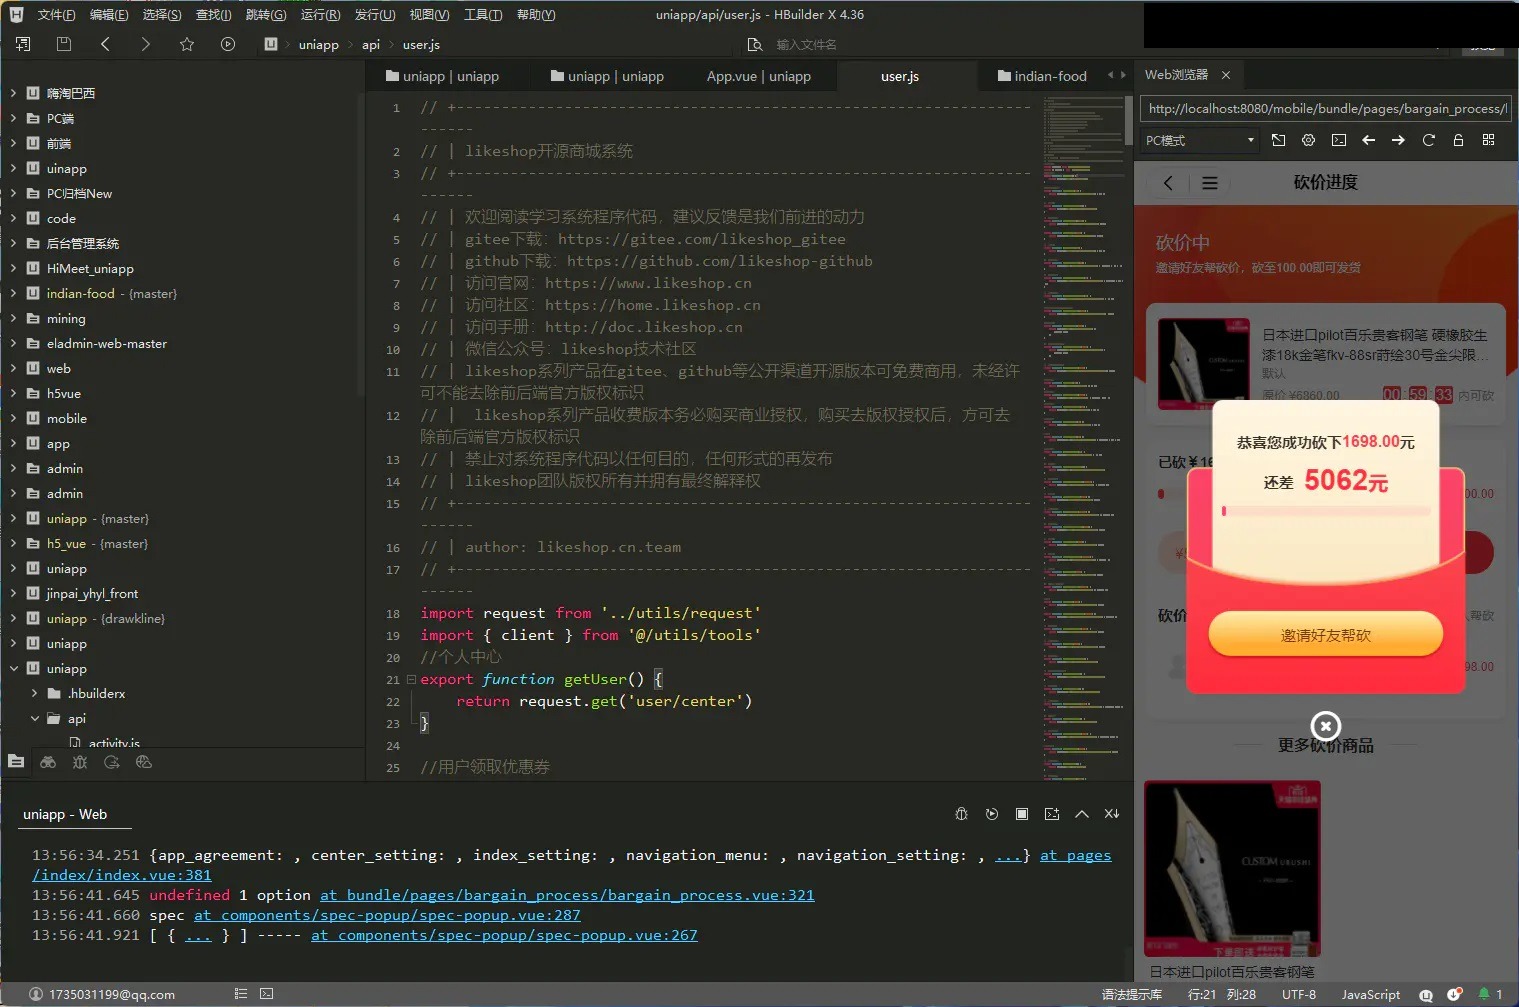 文件(F) 编辑(E) 选择(S) 查找(I) 跳转(G) 运行(R) 发行(U) 视图(V) 工具(T) 帮助(Y) uniapp/api/user.js - HBuilder X 4.36
uniapp api user.js 输入文件名
嗨淘巴西
PC端
前端
uinapp
PC归档New
code
后台管理系统
HiMeet_uniapp
indian-food - {master}
mining
eladmin-web-master
web
h5vue
mobile
app
admin
admin
uniapp - {master}
h5_vue - {master}
uniapp
jinpai_yhyl_front
uniapp - {drawkline}
uniapp
uniapp
.hbuilderx
api
activity.js
uniapp | uniapp uniapp | uniapp App.vue | uniapp user.js indian-food
1 // +----------------------------------------------------------------
------
2 // | likeshop开源商城系统
3 // +----------------------------------------------------------------
------
4 // | 欢迎阅读学习系统程序代码，建议反馈是我们前进的动力
5 // | gitee下载：https://gitee.com/likeshop_gitee
6 // | github下载：https://github.com/likeshop-github
7 // | 访问官网：https://www.likeshop.cn
8 // | 访问社区：https://home.likeshop.cn
9 // | 访问手册：http://doc.likeshop.cn
10 // | 微信公众号：likeshop技术社区
11 // | likeshop系列产品在gitee、github等公开渠道开源版本可免费商用，未经许
可不能去除前后端官方版权标识
12 // |  likeshop系列产品收费版本务必购买商业授权，购买去版权授权后，方可去
除前后端官方版权标识
13 // | 禁止对系统程序代码以任何目的，任何形式的再发布
14 // | likeshop团队版权所有并拥有最终解释权
15 // +----------------------------------------------------------------
------
16 // | author: likeshop.cn.team
17 // +----------------------------------------------------------------
------
18 import request from '../utils/request'
19 import { client } from '@/utils/tools'
20 //个人中心
21 export function getUser() {
22 return request.get('user/center')
23 }
24
25 //用户领取优惠券
Web浏览器
http://localhost:8080/mobile/bundle/pages/bargain_process/
PC模式
砍价进度
砍价中
邀请好友帮砍价，砍至100.00即可发货
日本进口pilot百乐贵客钢笔 硬橡胶生
漆18k金笔fkv-88sr莳绘30号金尖限...
默认
原价 ¥6860.00 00 59 33 内可砍
恭喜您成功砍下1698.00元
还差 5062元
已砍¥16
00.00
邀请好友帮砍
砍价
人帮砍
98.00
更多砍价商品
CUSTOM URUSHI
日本进口pilot百乐贵客钢笔
uniapp - Web
13:56:34.251 {app_agreement: , center_setting: , index_setting: , navigation_menu: , navigation_setting: , ...} at pages
/index/index.vue:381
13:56:41.645 undefined 1 option at bundle/pages/bargain_process/bargain_process.vue:321
13:56:41.660 spec at components/spec-popup/spec-popup.vue:287
13:56:41.921 [ { ... } ] ----- at components/spec-popup/spec-popup.vue:267
1735031199@qq.com 语法提示库 行:21 列:28 UTF-8 JavaScript 1